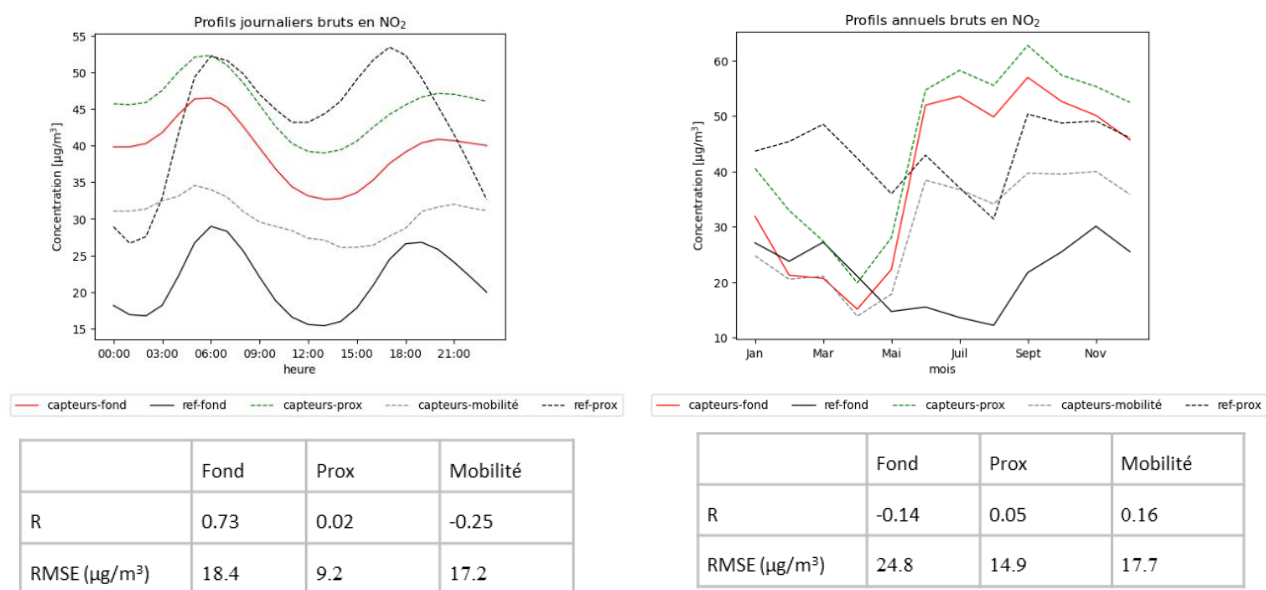 Profils journaliers bruts en NO₂
Concentration [µg/m³]
55
50
45
40
35
30
25
20
15
00:00 03:00 06:00 09:00 12:00 15:00 18:00 21:00
heure
capteurs-fond ref-fond capteurs-prox capteurs-mobilité ref-prox
Fond Prox Mobilité
R 0.73 0.02 -0.25
RMSE (µg/m³) 18.4 9.2 17.2
Profils annuels bruts en NO₂
Concentration [µg/m³]
60
50
40
30
20
10
Jan Mar Mai Juil Sept Nov
mois
capteurs-fond ref-fond capteurs-prox capteurs-mobilité ref-prox
Fond Prox Mobilité
R -0.14 0.05 0.16
RMSE (µg/m³) 24.8 14.9 17.7